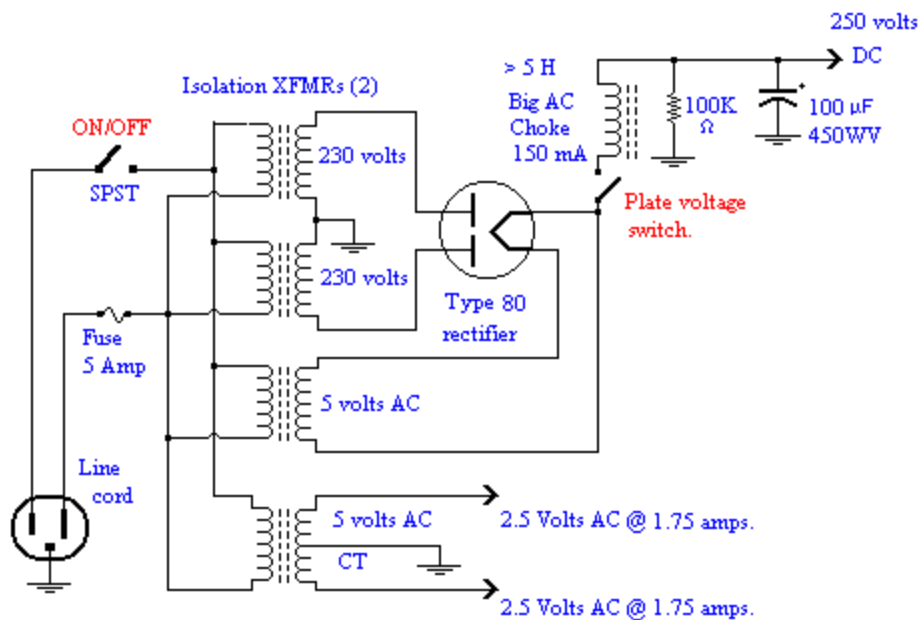 250 volts
DC
> 5 H
Big AC
Choke
150 mA
100K
Ω
100 µF
450WV
+
Isolation XFMRs (2)
ON/OFF
SPST
230 volts
Plate voltage
switch.
230 volts
Type 80
rectifier
Fuse
5 Amp
5 volts AC
Line
cord
5 volts AC
CT
2.5 Volts AC @ 1.75 amps.
2.5 Volts AC @ 1.75 amps.